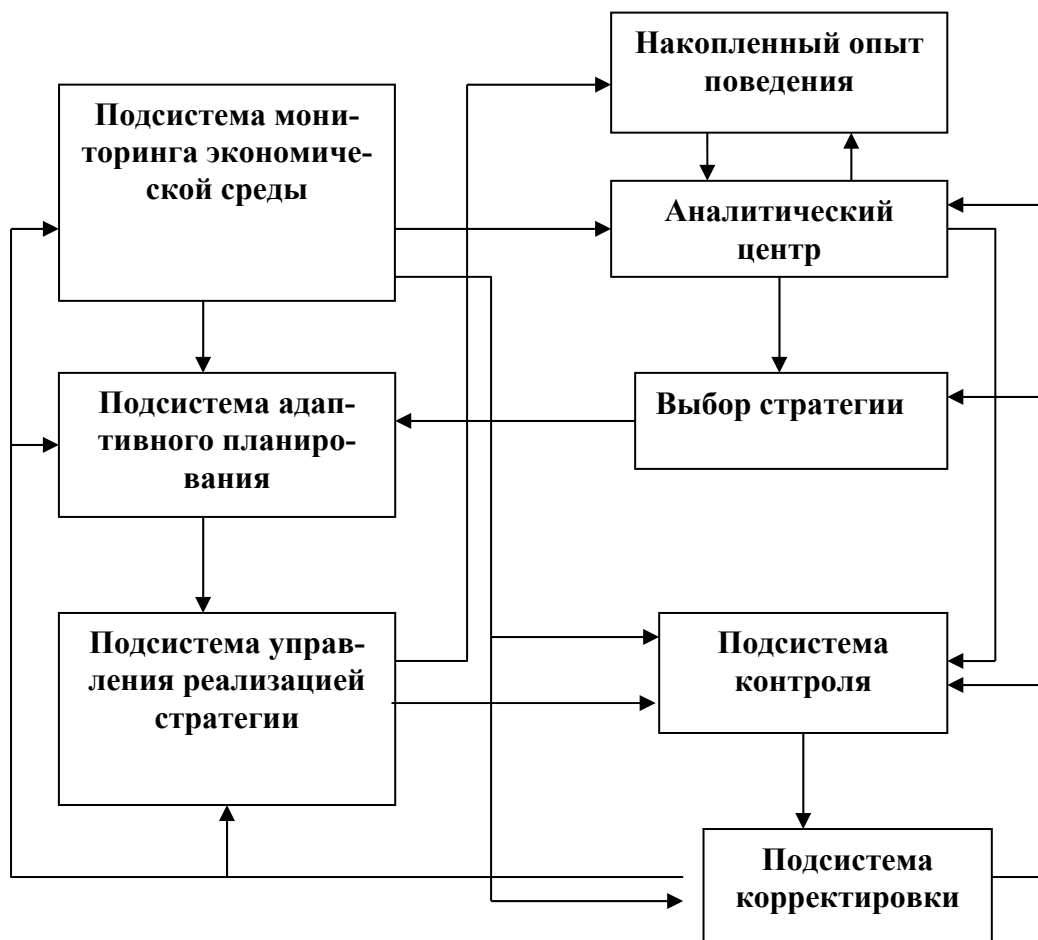 Накопленный опыт
поведения
Подсистема мони-
торинга экономиче-
ской среды
Аналитический
центр
Подсистема адап-
тивного планиро-
вания
Выбор стратегии
Подсистема управ-
ления реализацией
стратегии
Подсистема
контроля
Подсистема
корректировки